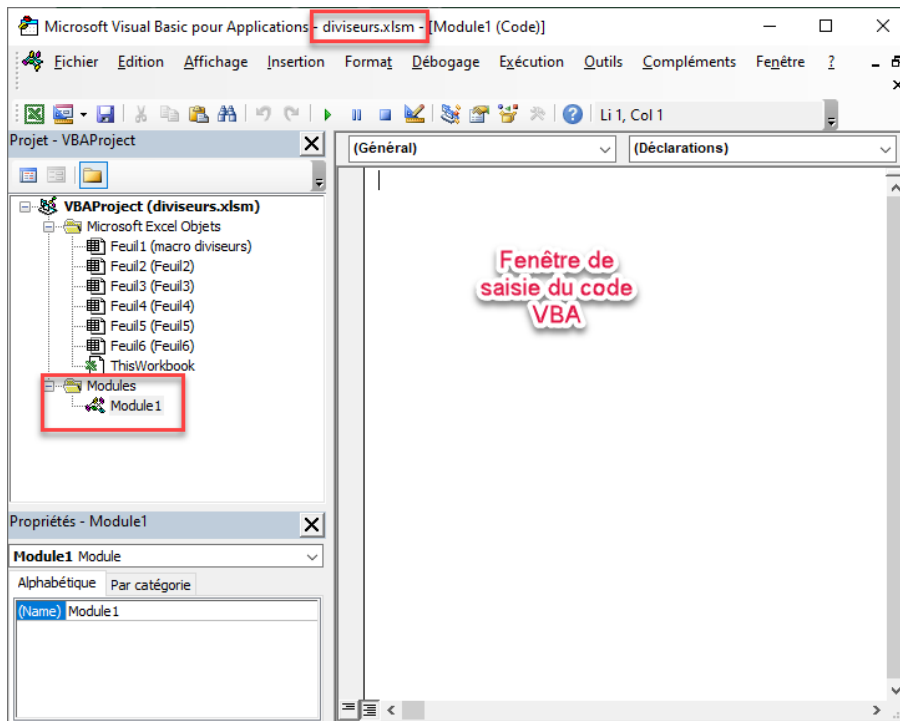 Microsoft Visual Basic pour Applications - diviseurs.xlsm - [Module1 (Code)]
Fichier Edition Affichage Insertion Format Débogage Exécution Outils Compléments Fenêtre ?
Li 1, Col 1
Projet - VBAProject
(Général) (Déclarations)
VBAProject (diviseurs.xlsm)
Microsoft Excel Objets
Feuil1 (macro diviseurs)
Feuil2 (Feuil2)
Feuil3 (Feuil3)
Feuil4 (Feuil4)
Feuil5 (Feuil5)
Feuil6 (Feuil6)
ThisWorkbook
Modules
Module1
Fenêtre de
saisie du code
VBA
Propriétés - Module1
Module1 Module
Alphabétique Par catégorie
(Name) Module1